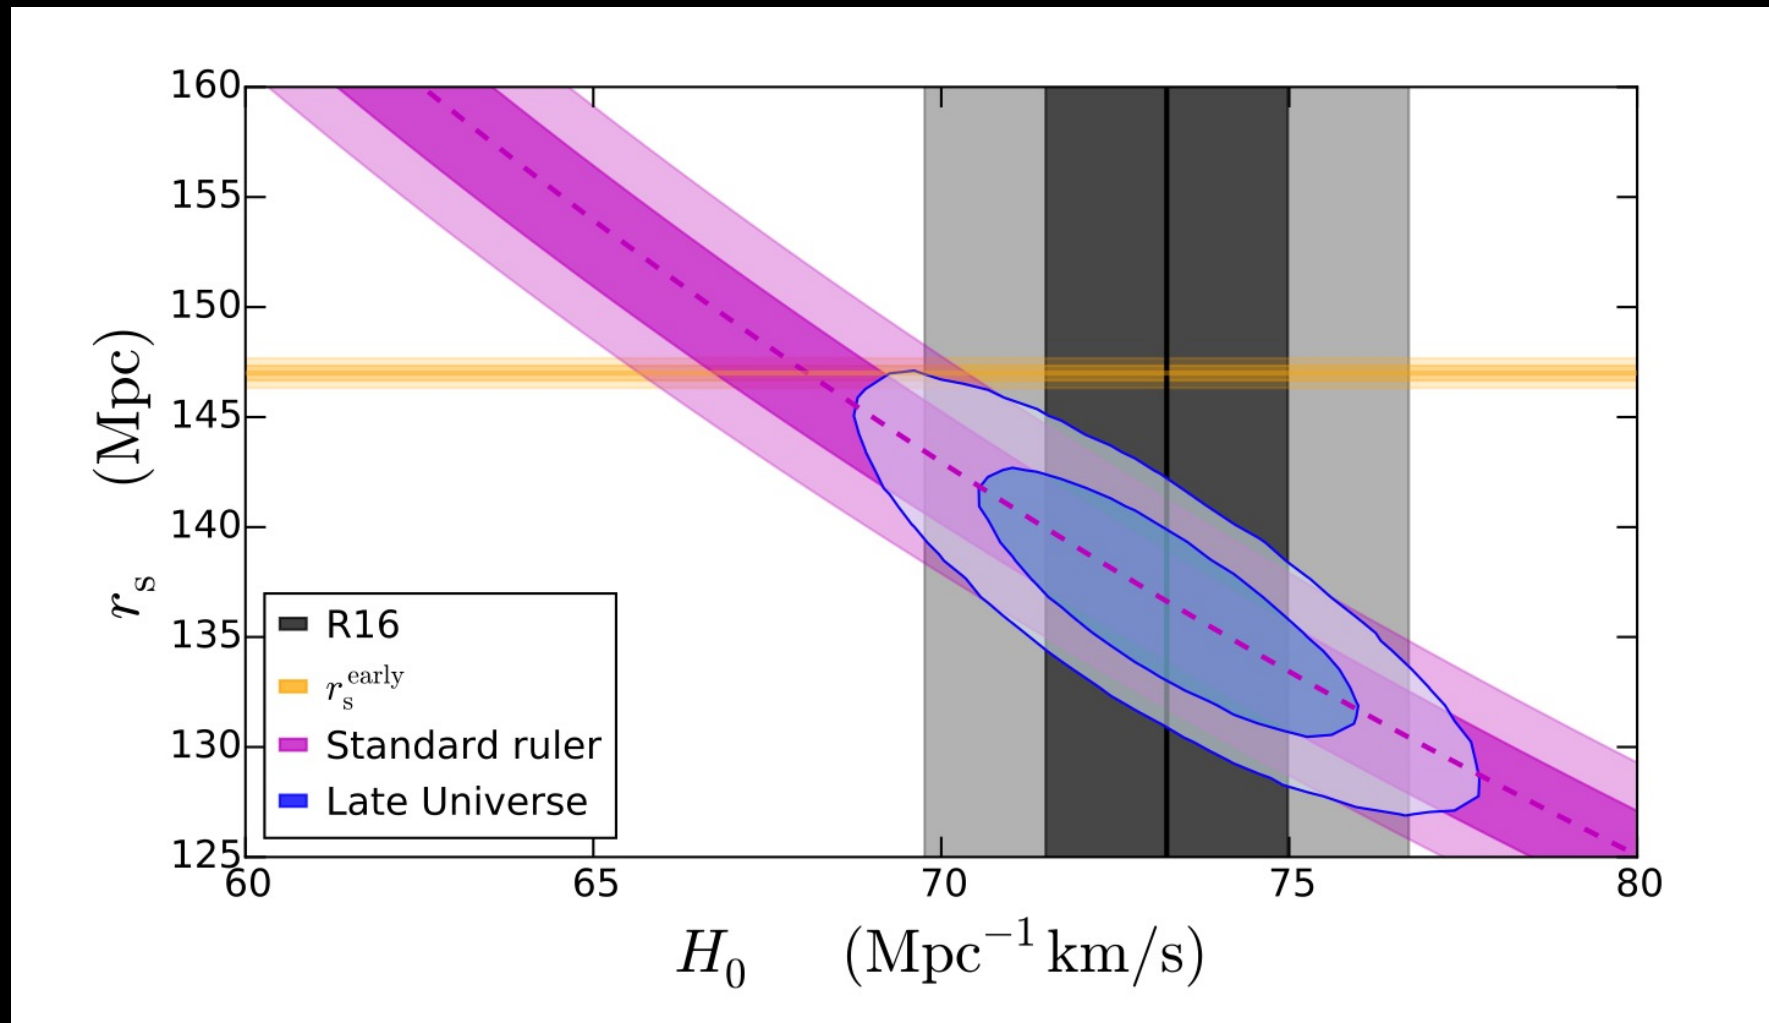 160
155
150
145
140
135
130
125
r_s (Mpc)
R16
r_s^early
Standard ruler
Late Universe
60 65 70 75 80
H_0 (Mpc^−1 km/s)